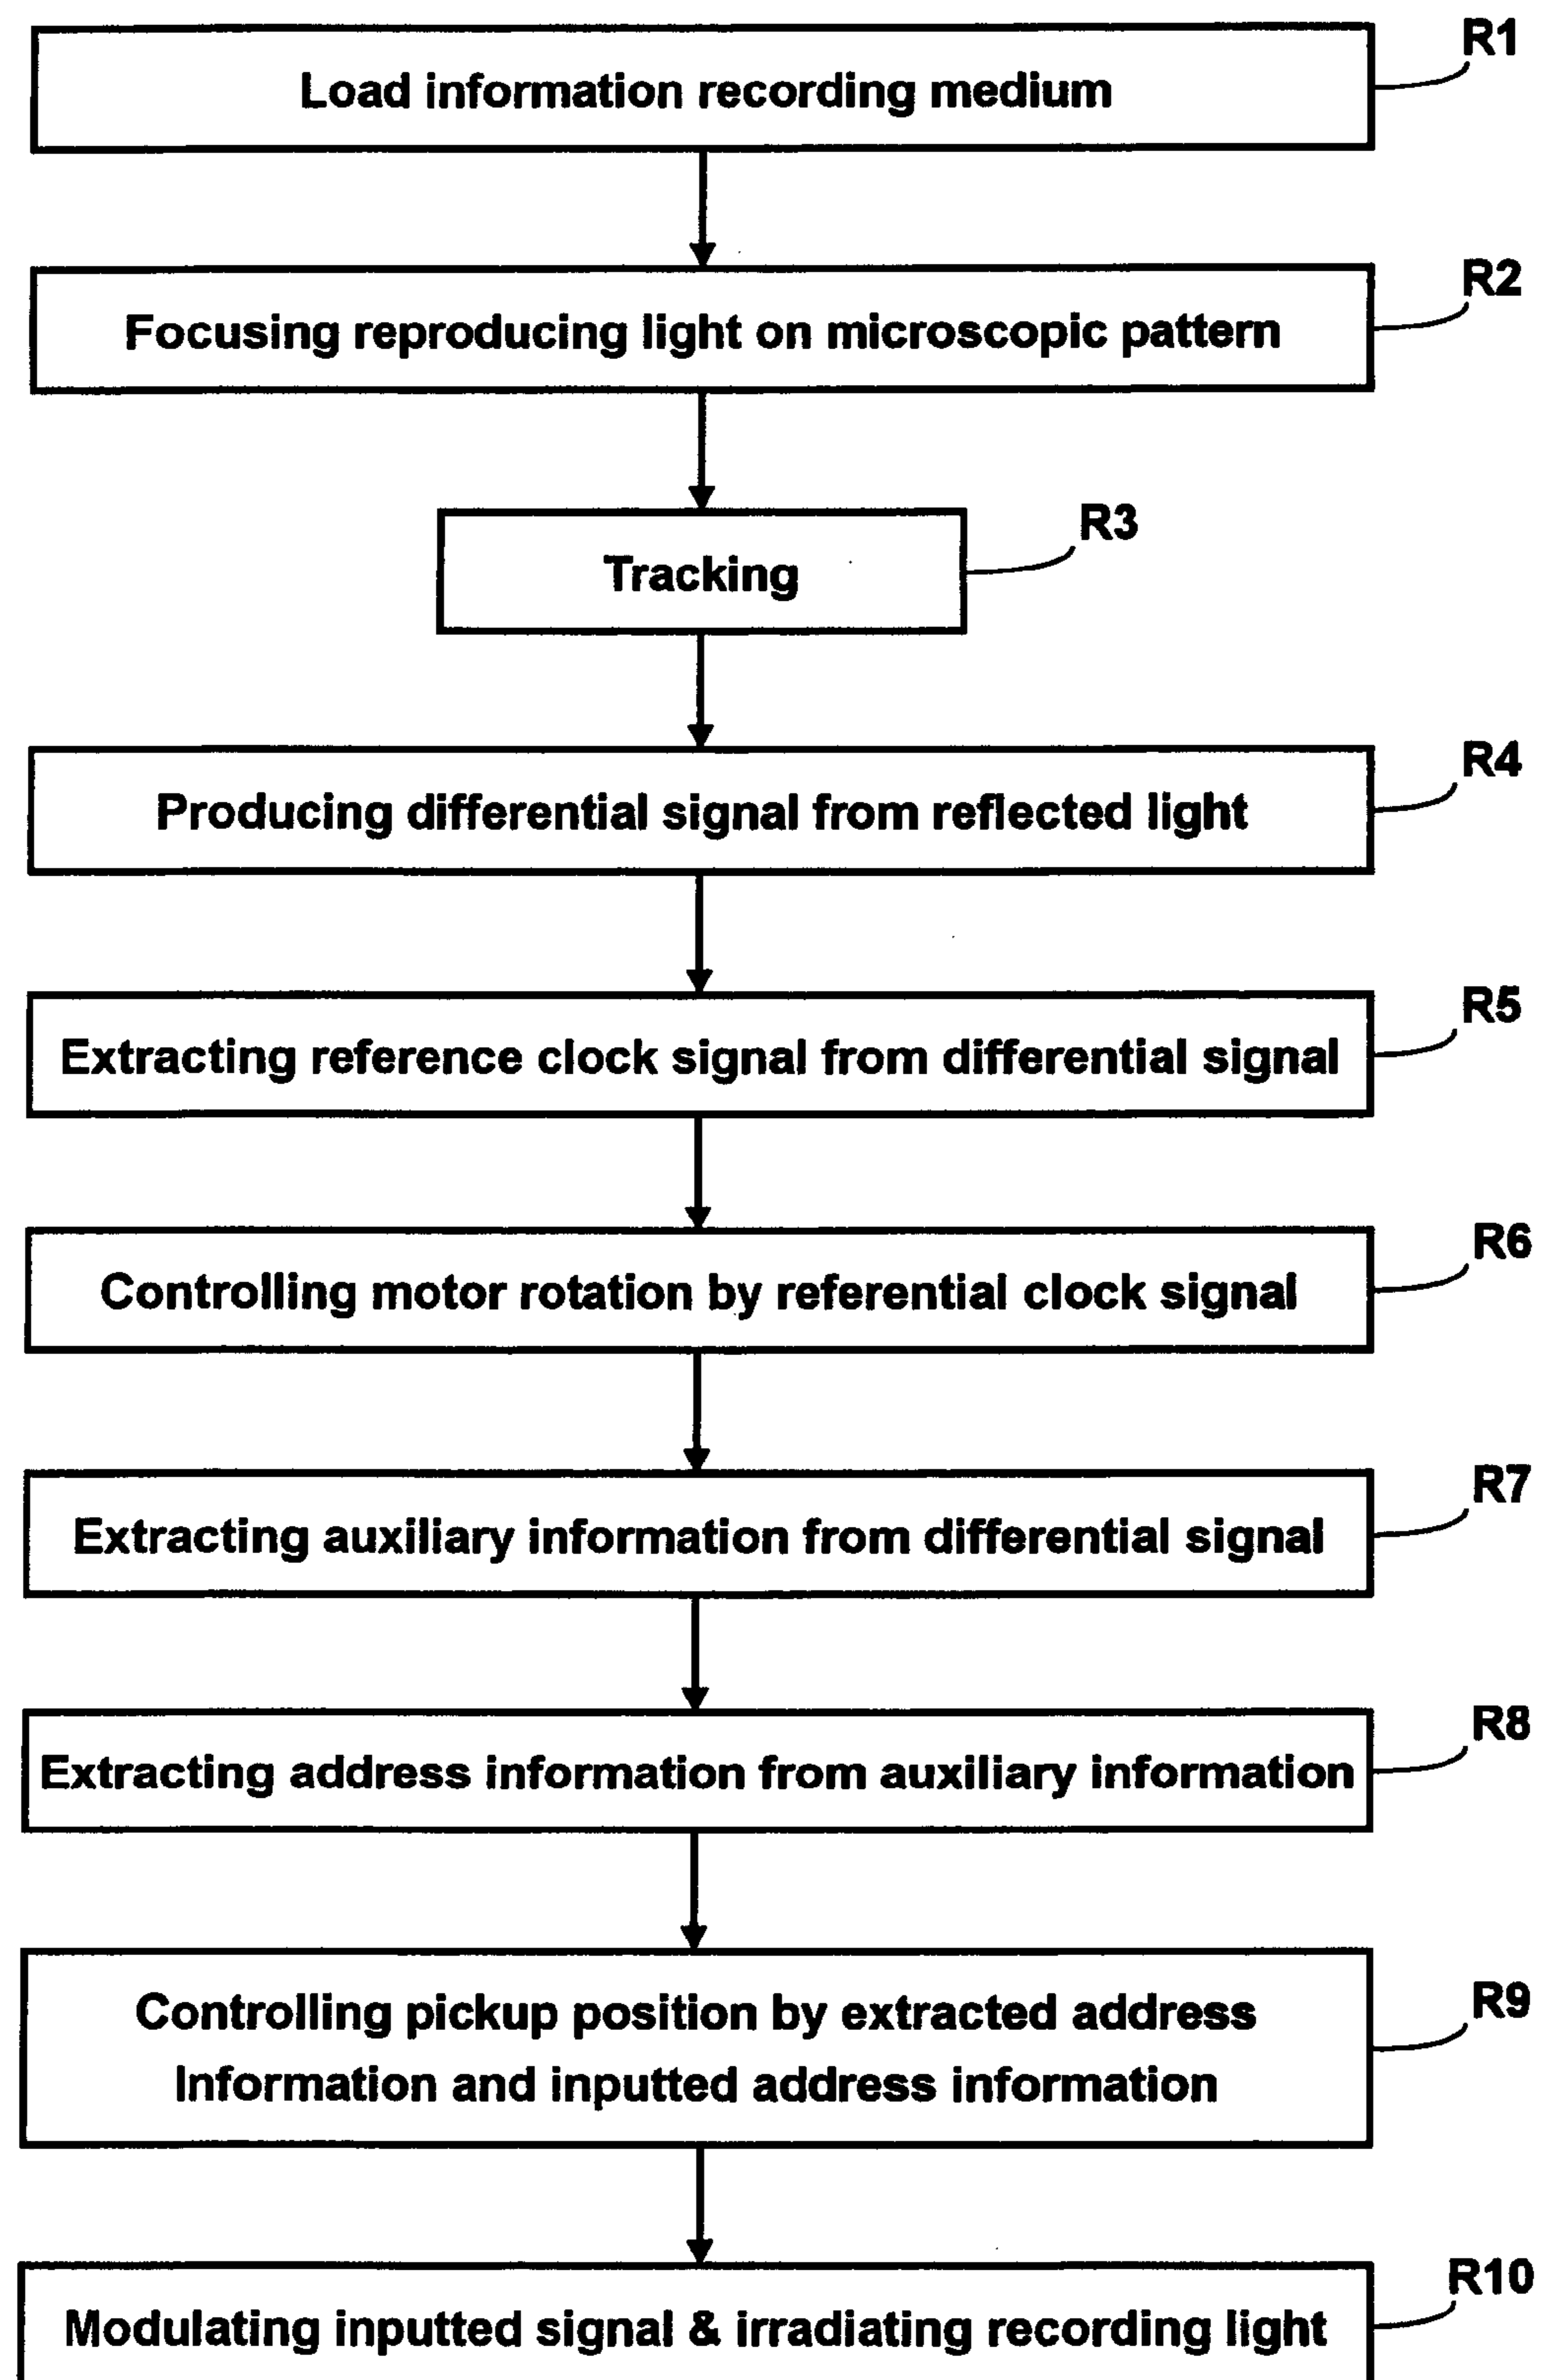 R1
Load information recording medium
R2
Focusing reproducing light on microscopic pattern
R3
Tracking
R4
Producing differential signal from reflected light
R5
Extracting reference clock signal from differential signal
R6
Controlling motor rotation by referential clock signal
R7
Extracting auxiliary information from differential signal
R8
Extracting address information from auxiliary information
R9
Controlling pickup position by extracted address
Information and inputted address information
R10
Modulating inputted signal & irradiating recording light